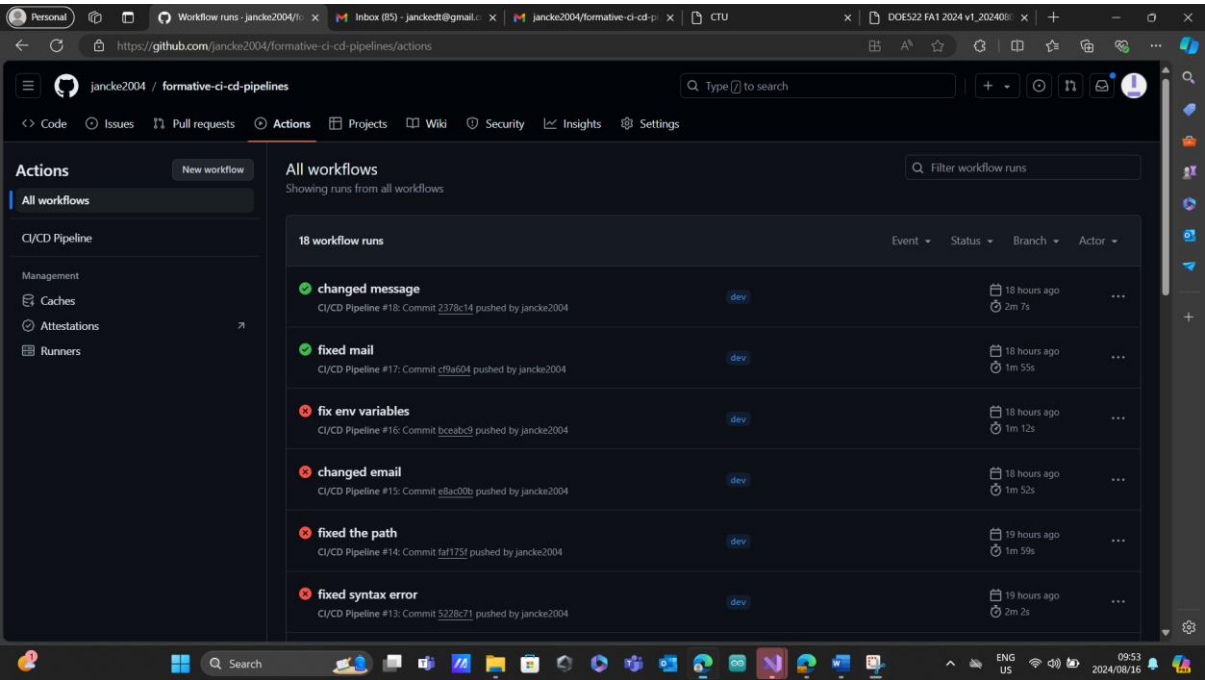 Personal
Workflow runs · jancke2004/fo
Inbox (85) - janckedt@gmail.c
jancke2004/formative-ci-cd-pi
CTU
DOE522 FA1 2024 v1_2024080
https://github.com/jancke2004/formative-ci-cd-pipelines/actions
jancke2004 / formative-ci-cd-pipelines
Type / to search
Code Issues Pull requests Actions Projects Wiki Security Insights Settings
Actions
New workflow
All workflows
CI/CD Pipeline
Management
Caches
Attestations
Runners
All workflows
Showing runs from all workflows
Filter workflow runs
18 workflow runs
Event Status Branch Actor
changed message
CI/CD Pipeline #18: Commit 2378c14 pushed by jancke2004
dev
18 hours ago
2m 7s
fixed mail
CI/CD Pipeline #17: Commit cf9a604 pushed by jancke2004
dev
18 hours ago
1m 55s
fix env variables
CI/CD Pipeline #16: Commit bceabc9 pushed by jancke2004
dev
18 hours ago
1m 12s
changed email
CI/CD Pipeline #15: Commit e8ac00b pushed by jancke2004
dev
18 hours ago
1m 52s
fixed the path
CI/CD Pipeline #14: Commit faf175f pushed by jancke2004
dev
19 hours ago
1m 59s
fixed syntax error
CI/CD Pipeline #13: Commit 5228c71 pushed by jancke2004
dev
19 hours ago
2m 2s
Search
ENG
US
09:53
2024/08/16